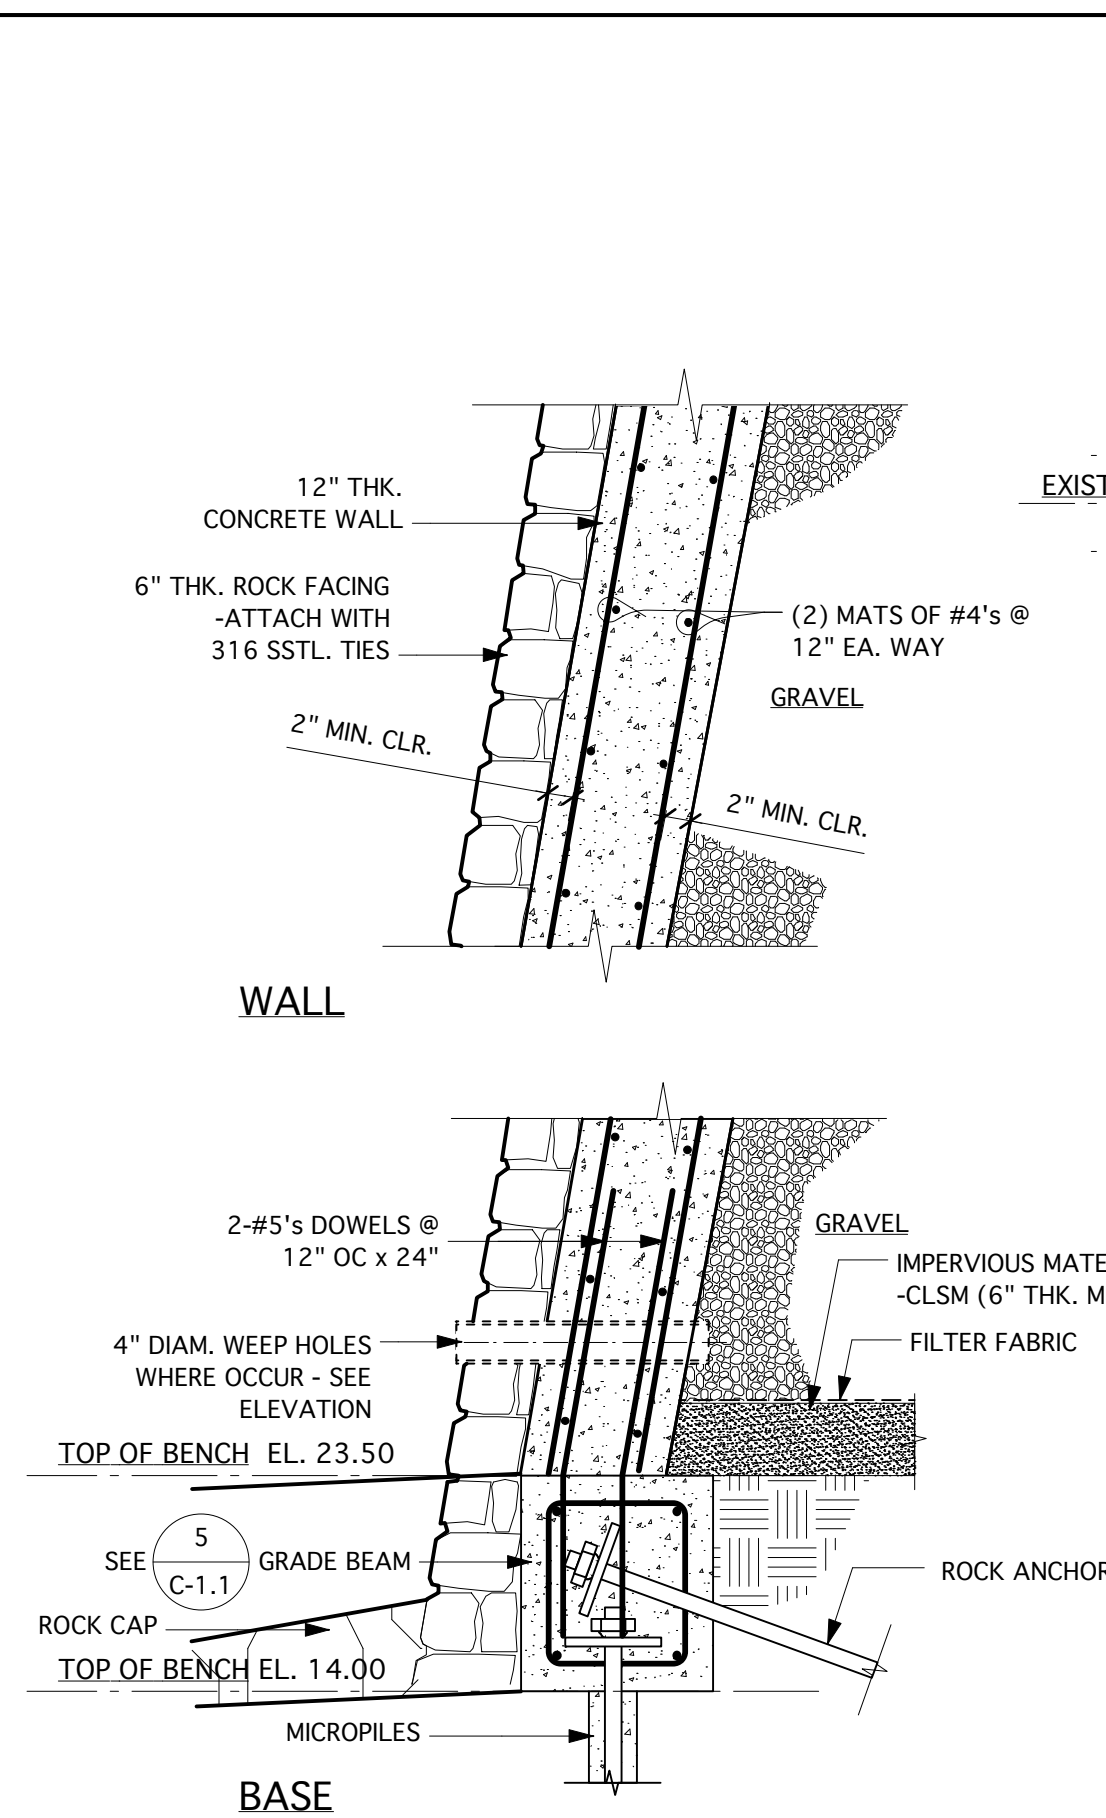 12" THK.
CONCRETE WALL
6" THK. ROCK FACING
-ATTACH WITH
316 SSTL. TIES
2" MIN. CLR.
EXIST
(2) MATS OF #4's @
12" EA. WAY
GRAVEL
2" MIN. CLR.
WALL
2-#5's DOWELS @
12" OC x 24"
4" DIAM. WEEP HOLES
WHERE OCCUR - SEE
ELEVATION
TOP OF BENCH EL. 23.50
SEE 5 GRADE BEAM
C-1.1
ROCK CAP
TOP OF BENCH EL. 14.00
MICROPILES
GRAVEL
IMPERVIOUS MATE
-CLSM (6" THK. M
FILTER FABRIC
ROCK ANCHOR
BASE